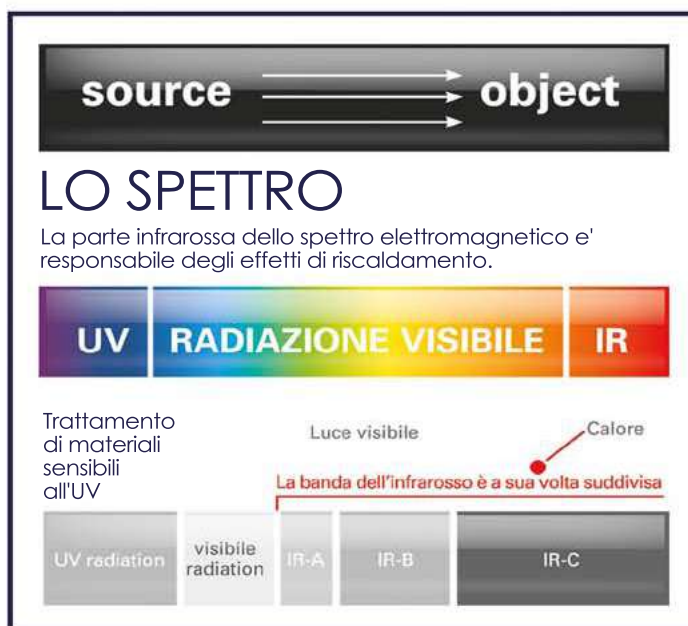 source object
LO SPETTRO
La parte infrarossa dello spettro elettromagnetico e'
responsabile degli effetti di riscaldamento.
UV RADIAZIONE VISIBILE IR
Trattamento
di materiali
sensibili
all'UV
Luce visibile
Calore
La banda dell'infrarosso è a sua volta suddivisa
UV radiation
visibile
radiation
IR-A
IR-B
IR-C